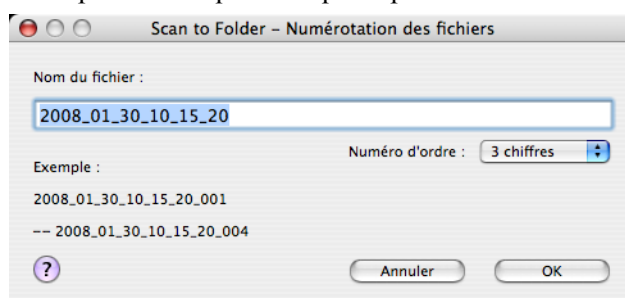 Scan to Folder – Numérotation des fichiers
Nom du fichier :
2008_01_30_10_15_20
Numéro d'ordre : 3 chiffres
Exemple :
2008_01_30_10_15_20_001
-- 2008_01_30_10_15_20_004
?
Annuler OK